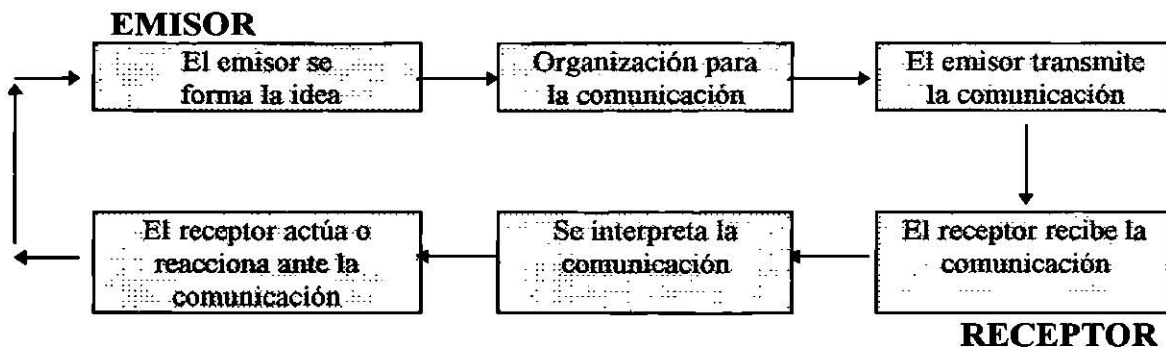 EMISOR
El emisor se
forma la idea
Organización para
la comunicación
El emisor transmite
la comunicación
El receptor recibe la
comunicación
Se interpreta la
comunicación
El receptor actúa o
reacciona ante la
comunicación
RECEPTOR